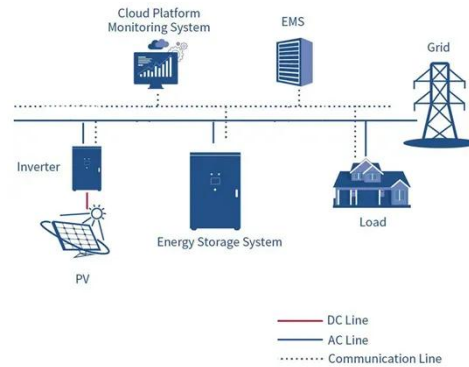 Cloud Platform
Monitoring System
EMS
Grid
Inverter
PV
Energy Storage System
Load
DC Line
AC Line
Communication Line